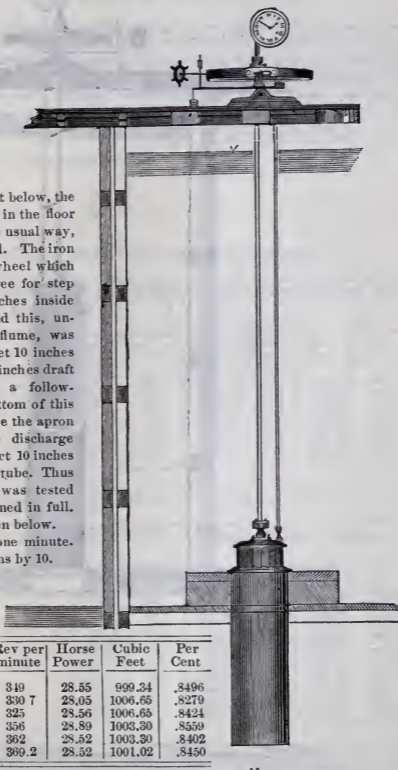 t below, the
in the floor
e usual way,
l. The iron
wheel which
ree for step
ches inside
d this, un-
flume, was
et 10 inches
inches draft
a follow-
ttom of this
e the apron
discharge
ct 10 inches
tube. Thus
was tested
ned in full.
en below.
one minute.
ns by 10.
Rev per minute Horse Power Cubic Feet Per Cent
349 28.55 999.34 .8496
330 7 28.05 1006.65 .8279
325 28.56 1006.65 .8424
356 28.89 1003.30 .8559
362 28.52 1003.30 .8402
369.2 28.52 1001.02 .8450